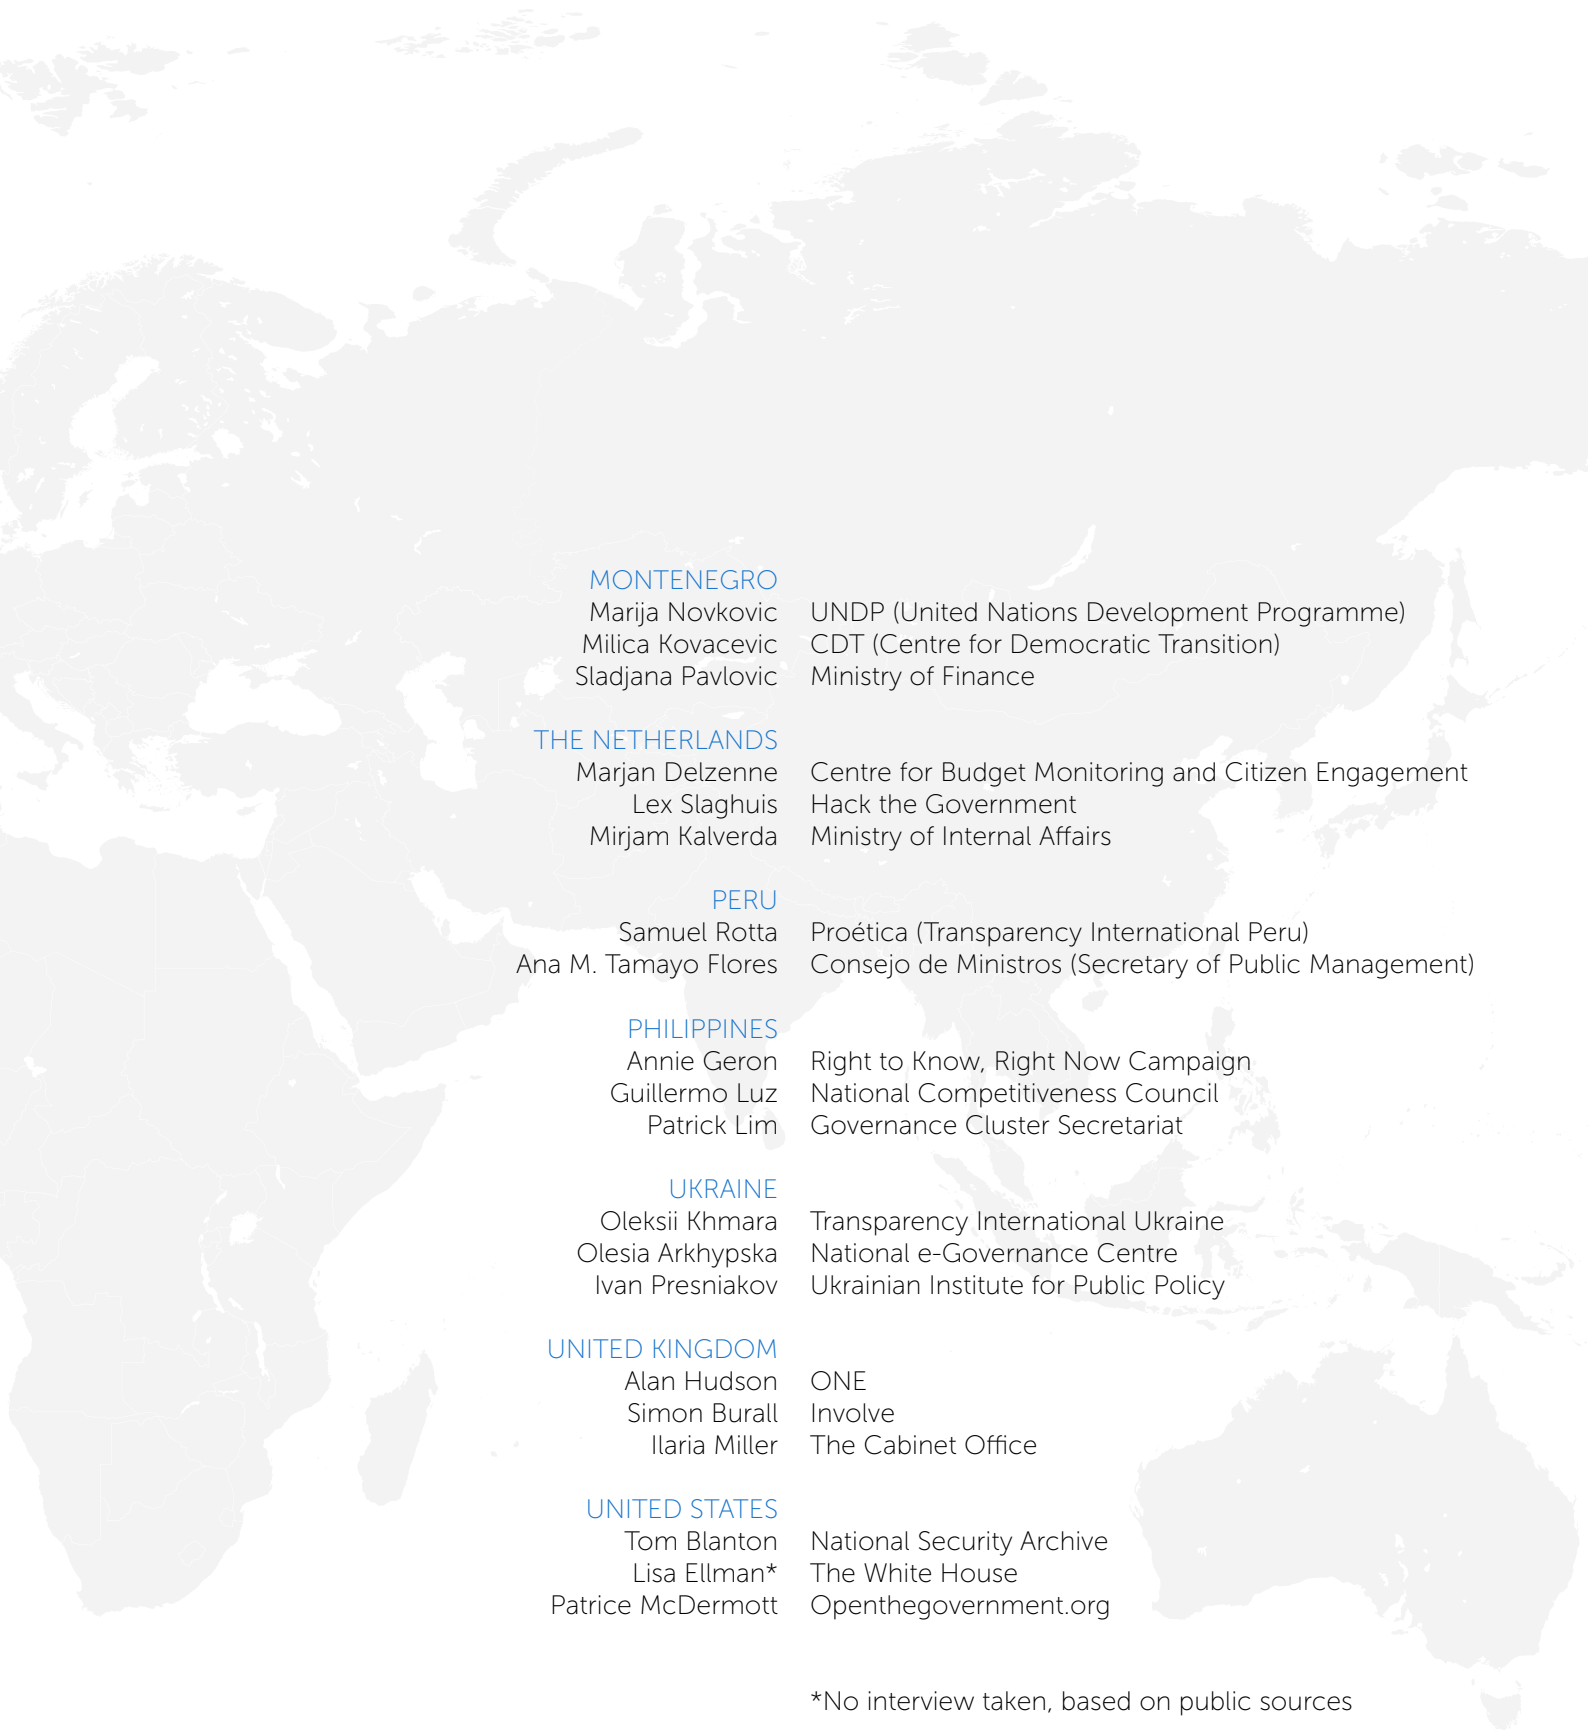 MONTENEGRO
Marija Novkovic UNDP (United Nations Development Programme)
Milica Kovacevic CDT (Centre for Democratic Transition)
Sladjana Pavlovic Ministry of Finance
THE NETHERLANDS
Marjan Delzenne Centre for Budget Monitoring and Citizen Engagement
Lex Slaghuis Hack the Government
Mirjam Kalverda Ministry of Internal Affairs
PERU
Samuel Rotta Proética (Transparency International Peru)
Ana M. Tamayo Flores Consejo de Ministros (Secretary of Public Management)
PHILIPPINES
Annie Geron Right to Know, Right Now Campaign
Guillermo Luz National Competitiveness Council
Patrick Lim Governance Cluster Secretariat
UKRAINE
Oleksii Khmara Transparency International Ukraine
Olesia Arkhypska National e-Governance Centre
Ivan Presniakov Ukrainian Institute for Public Policy
UNITED KINGDOM
Alan Hudson ONE
Simon Burall Involve
Ilaria Miller The Cabinet Office
UNITED STATES
Tom Blanton National Security Archive
Lisa Ellman* The White House
Patrice McDermott Openthegovernment.org
*No interview taken, based on public sources